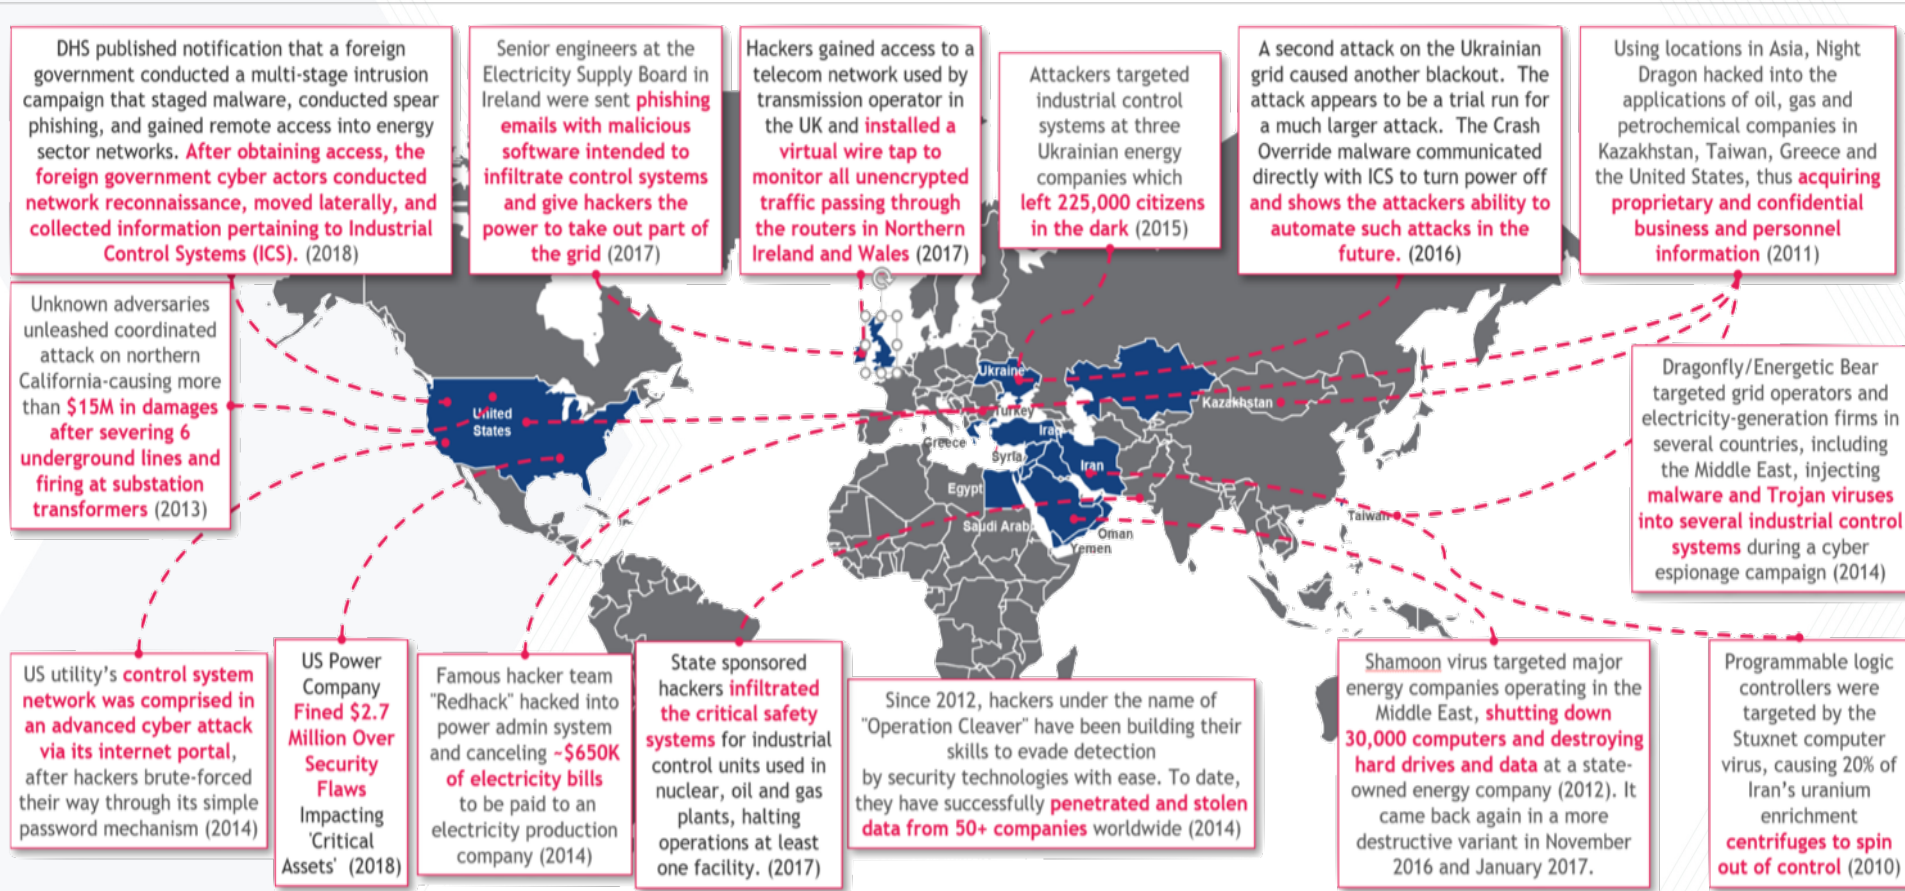 DHS published notification that a foreign
government conducted a multi-stage intrusion
campaign that staged malware, conducted spear
phishing, and gained remote access into energy
sector networks. After obtaining access, the
foreign government cyber actors conducted
network reconnaissance, moved laterally, and
collected information pertaining to Industrial
Control Systems (ICS). (2018)
Senior engineers at the
Electricity Supply Board in
Ireland were sent phishing
emails with malicious
software intended to
infiltrate control systems
and give hackers the
power to take out part of
the grid (2017)
Hackers gained access to a
telecom network used by
transmission operator in
the UK and installed a
virtual wire tap to
monitor all unencrypted
traffic passing through
the routers in Northern
Ireland and Wales (2017)
Attackers targeted
industrial control
systems at three
Ukrainian energy
companies which
left 225,000 citizens
in the dark (2015)
A second attack on the Ukrainian
grid caused another blackout. The
attack appears to be a trial run for
a much larger attack. The Crash
Override malware communicated
directly with ICS to turn power off
and shows the attackers ability to
automate such attacks in the
future. (2016)
Using locations in Asia, Night
Dragon hacked into the
applications of oil, gas and
petrochemical companies in
Kazakhstan, Taiwan, Greece and
the United States, thus acquiring
proprietary and confidential
business and personnel
information (2011)
Unknown adversaries
unleashed coordinated
attack on northern
California-causing more
than $15M in damages
after severing 6
underground lines and
firing at substation
transformers (2013)
United
States
Ukraine
Kazakhstan
Turkey
Greece
Iraq
Syria
Iran
Egypt
Saudi Arab
Oman
Yemen
Taiwan
Dragonfly/Energetic Bear
targeted grid operators and
electricity-generation firms in
several countries, including
the Middle East, injecting
malware and Trojan viruses
into several industrial control
systems during a cyber
espionage campaign (2014)
US utility's control system
network was comprised in
an advanced cyber attack
via its internet portal,
after hackers brute-forced
their way through its simple
password mechanism (2014)
US Power
Company
Fined $2.7
Million Over
Security
Flaws
Impacting
'Critical
Assets' (2018)
Famous hacker team
"Redhack" hacked into
power admin system
and canceling ~$650K
of electricity bills
to be paid to an
electricity production
company (2014)
State sponsored
hackers infiltrated
the critical safety
systems for industrial
control units used in
nuclear, oil and gas
plants, halting
operations at least
one facility. (2017)
Since 2012, hackers under the name of
"Operation Cleaver" have been building their
skills to evade detection
by security technologies with ease. To date,
they have successfully penetrated and stolen
data from 50+ companies worldwide (2014)
Shamoon virus targeted major
energy companies operating in the
Middle East, shutting down
30,000 computers and destroying
hard drives and data at a state-
owned energy company (2012). It
came back again in a more
destructive variant in November
2016 and January 2017.
Programmable logic
controllers were
targeted by the
Stuxnet computer
virus, causing 20% of
Iran's uranium
enrichment
centrifuges to spin
out of control (2010)